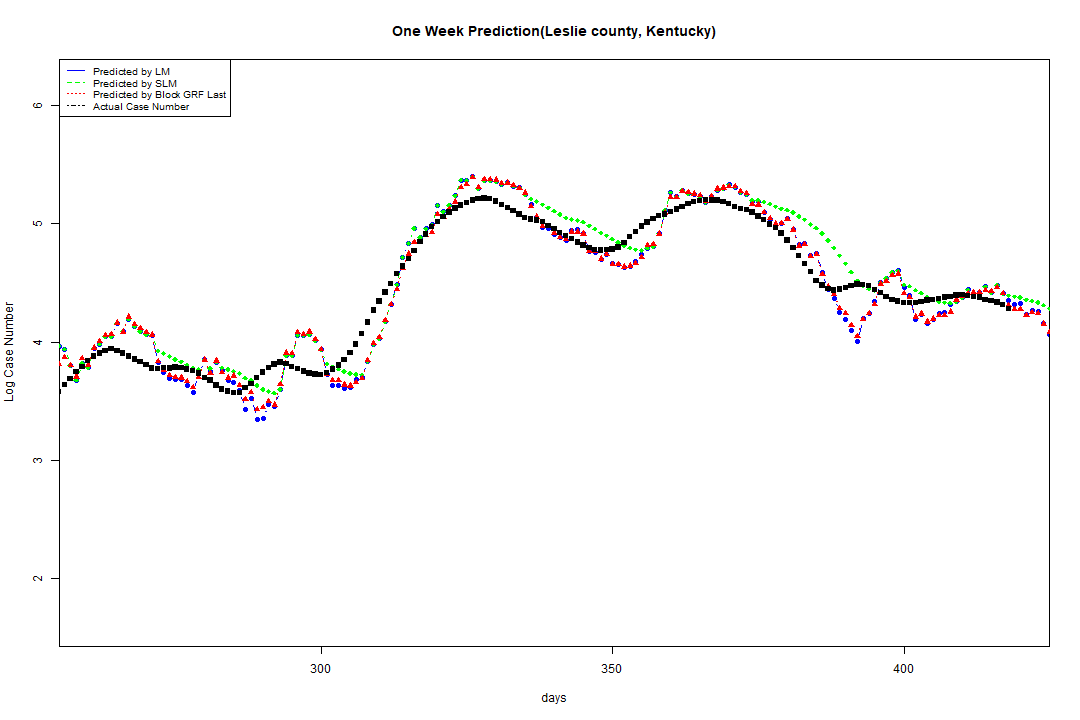 One Week Prediction(Leslie county, Kentucky)
Predicted by LM
Predicted by SLM
Predicted by Block GRF Last
Actual Case Number
6
5
4
3
2
Log Case Number
300
350
400
days